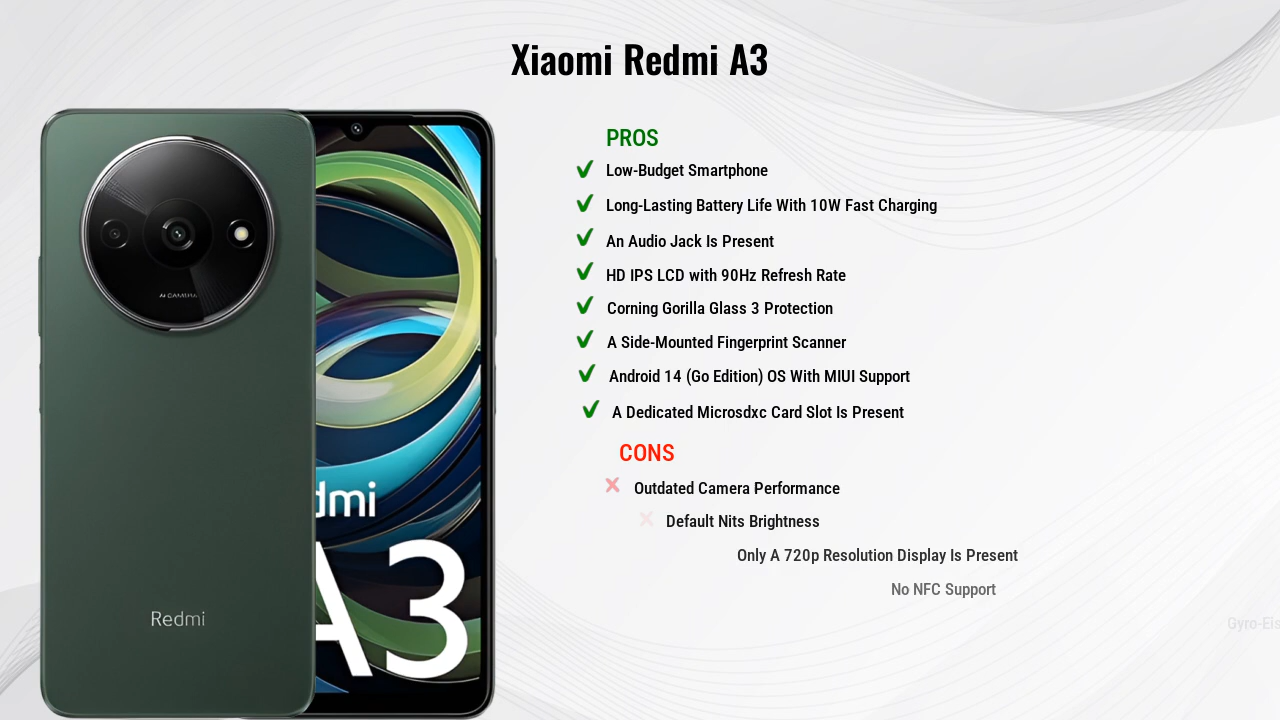 Xiaomi Redmi A3
PROS
Low-Budget Smartphone
Long-Lasting Battery Life With 10W Fast Charging
An Audio Jack Is Present
HD IPS LCD with 90Hz Refresh Rate
Corning Gorilla Glass 3 Protection
A Side-Mounted Fingerprint Scanner
Android 14 (Go Edition) OS With MIUI Support
A Dedicated Microsdxc Card Slot Is Present
CONS
Outdated Camera Performance
Default Nits Brightness
Only A 720p Resolution Display Is Present
No NFC Support
Gyro-Eis
AI CAMERA
Redmi
dmi
A3